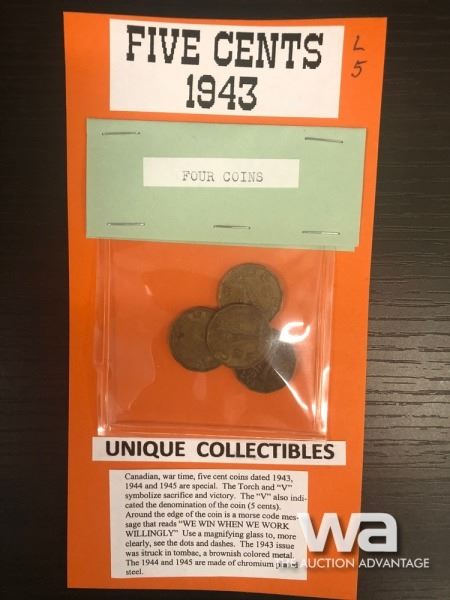 FIVE CENTS
1943
L
5
FOUR COINS
UNIQUE COLLECTIBLES
Canadian, war time, five cent coins dated 1943,
1944 and 1945 are special. The Torch and "V"
symbolize sacrifice and victory. The "V" also indi-
cated the denomination of the coin (5 cents).
Around the edge of the coin is a morse code mes-
sage that reads "WE WIN WHEN WE WORK
WILLINGLY" Use a magnifying glass to, more
clearly, see the dots and dashes. The 1943 issue
was struck in tombac, a brownish colored metal.
The 1944 and 1945 are made of chromium
steel.
wa
THE AUCTION ADVANTAGE